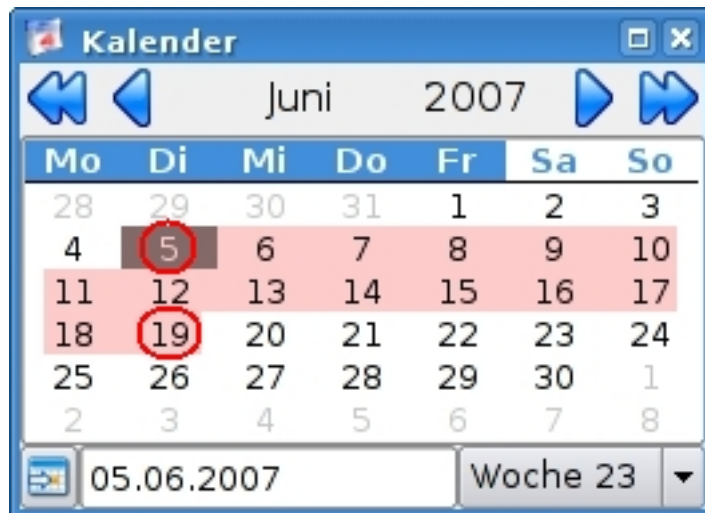 Kalender
Juni 2007
Mo Di Mi Do Fr Sa So
28 29 30 31 1 2 3
4 5 6 7 8 9 10
11 12 13 14 15 16 17
18 19 20 21 22 23 24
25 26 27 28 29 30 1
2 3 4 5 6 7 8
05.06.2007 Woche 23